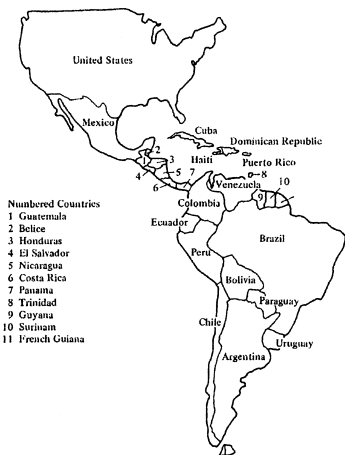 United States
Mexico
Cuba
Dominican Republic
Haiti
Puerto Rico
1
2
3
4
5
6
7
8
9
10
Venezuela
Colombia
Ecuador
Brazil
Peru
Bolivia
Paraguay
Chile
Uruguay
Argentina
Numbered Countries
1 Guatemala
2 Belice
3 Honduras
4 El Salvador
5 Nicaragua
6 Costa Rica
7 Panama
8 Trinidad
9 Guyana
10 Surinam
11 French Guiana